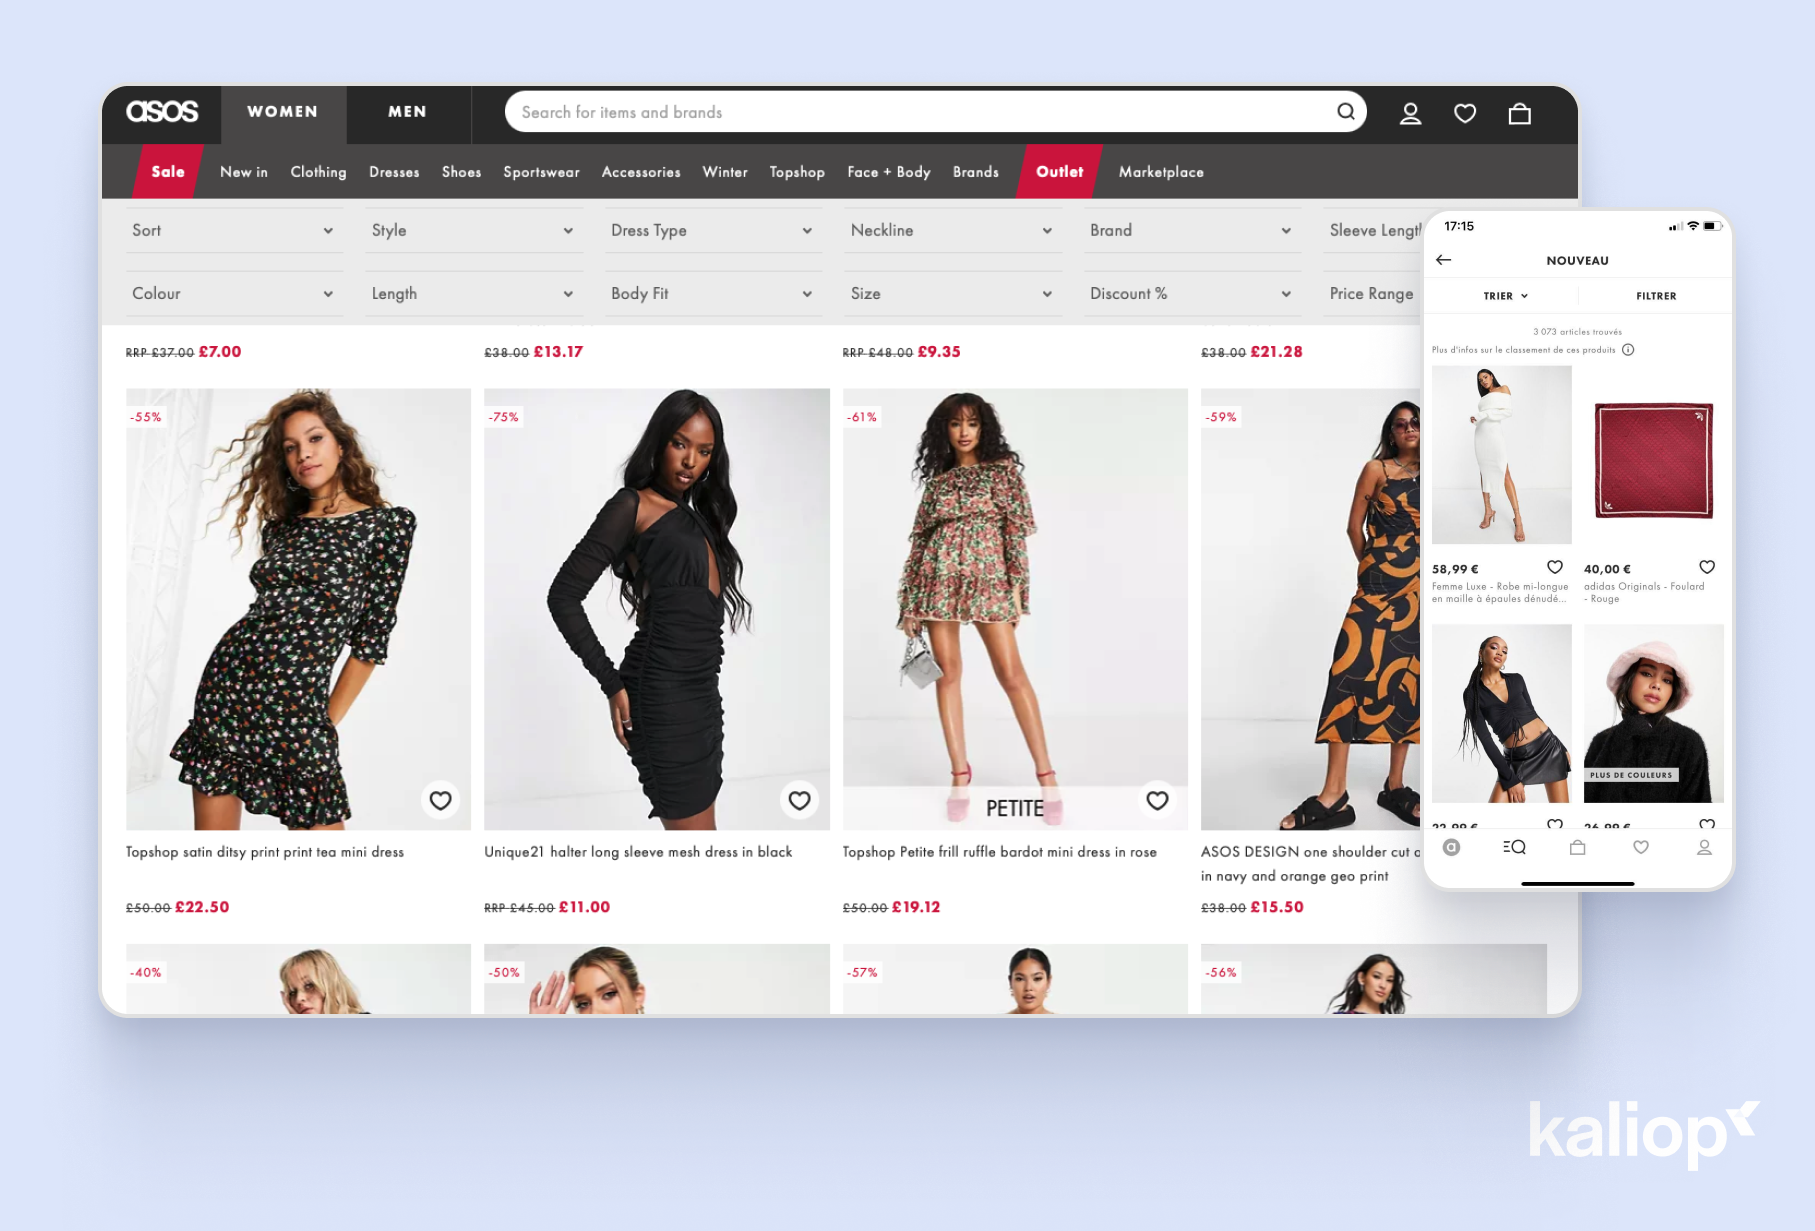 asos
WOMEN
MEN
Search for items and brands
Sale
New in
Clothing
Dresses
Shoes
Sportswear
Accessories
Winter
Topshop
Face + Body
Brands
Outlet
Marketplace
Sort
Style
Dress Type
Neckline
Brand
Sleeve Lengt
Colour
Length
Body Fit
Size
Discount %
Price Range
RRP £37.00 £7.00
£38.00 £13.17
RRP £48.00 £9.35
£38.00 £21.28
-55%
-75%
-61%
-59%
PETITE
Topshop satin ditsy print print tea mini dress
Unique21 halter long sleeve mesh dress in black
Topshop Petite frill ruffle bardot mini dress in rose
ASOS DESIGN one shoulder cut
in navy and orange geo print
£50.00 £22.50
RRP £45.00 £11.00
£50.00 £19.12
£38.00 £15.50
-40%
-50%
-57%
-56%
17:15
NOUVEAU
TRIER
FILTRER
3 073 articles trouvés
Plus d'infos sur le classement de ces produits
58,99 €
Femme Luxe - Robe mi-longue
en maille à épaules dénudé...
40,00 €
adidas Originals - Foulard
- Rouge
PLUS DE COULEURS
22,99 €
26,99 €
a
kaliop